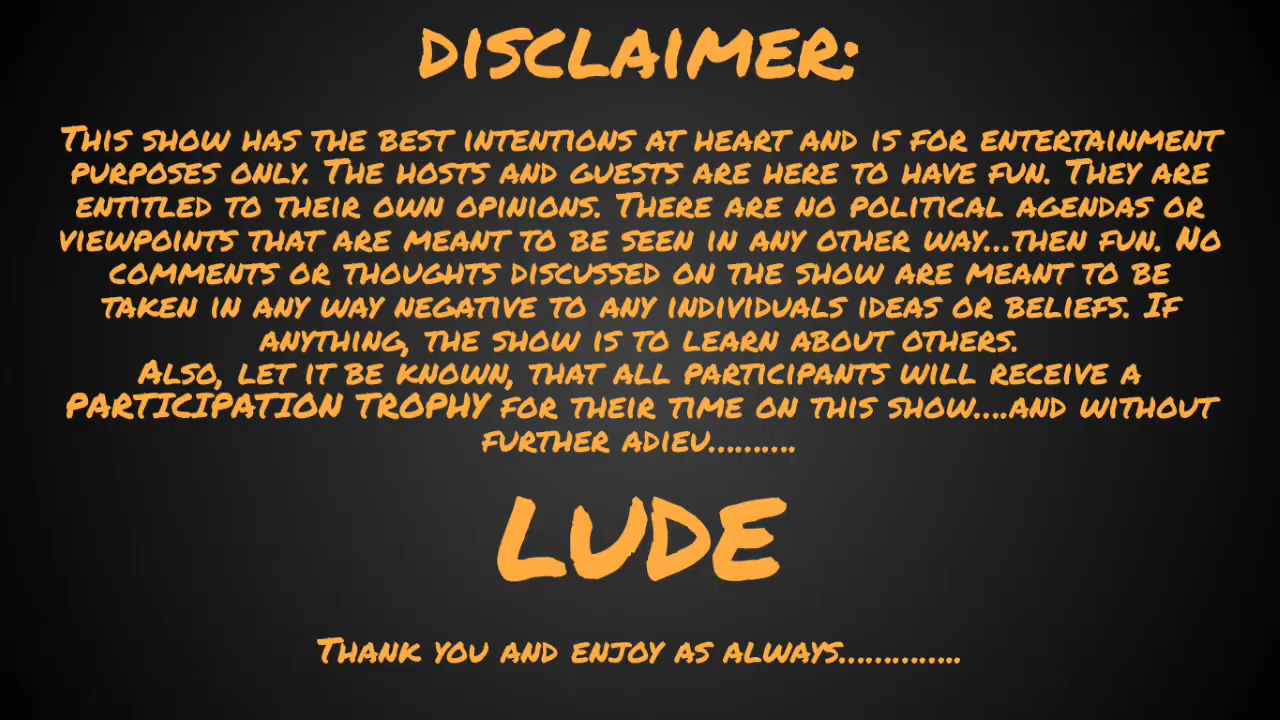 DISCLAIMER:
THIS SHOW HAS THE BEST INTENTIONS AT HEART AND IS FOR ENTERTAINMENT
PURPOSES ONLY. THE HOSTS AND GUESTS ARE HERE TO HAVE FUN. THEY ARE
ENTITLED TO THEIR OWN OPINIONS. THERE ARE NO POLITICAL AGENDAS OR
VIEWPOINTS THAT ARE MEANT TO BE SEEN IN ANY OTHER WAY...THEN FUN. NO
COMMENTS OR THOUGHTS DISCUSSED ON THE SHOW ARE MEANT TO BE
TAKEN IN ANY WAY NEGATIVE TO ANY INDIVIDUALS IDEAS OR BELIEFS. IF
ANYTHING, THE SHOW IS TO LEARN ABOUT OTHERS.
ALSO, LET IT BE KNOWN, THAT ALL PARTICIPANTS WILL RECEIVE A
PARTICIPATION TROPHY FOR THEIR TIME ON THIS SHOW....AND WITHOUT
FURTHER ADIEU..........
LUDE
THANK YOU AND ENJOY AS ALWAYS..............